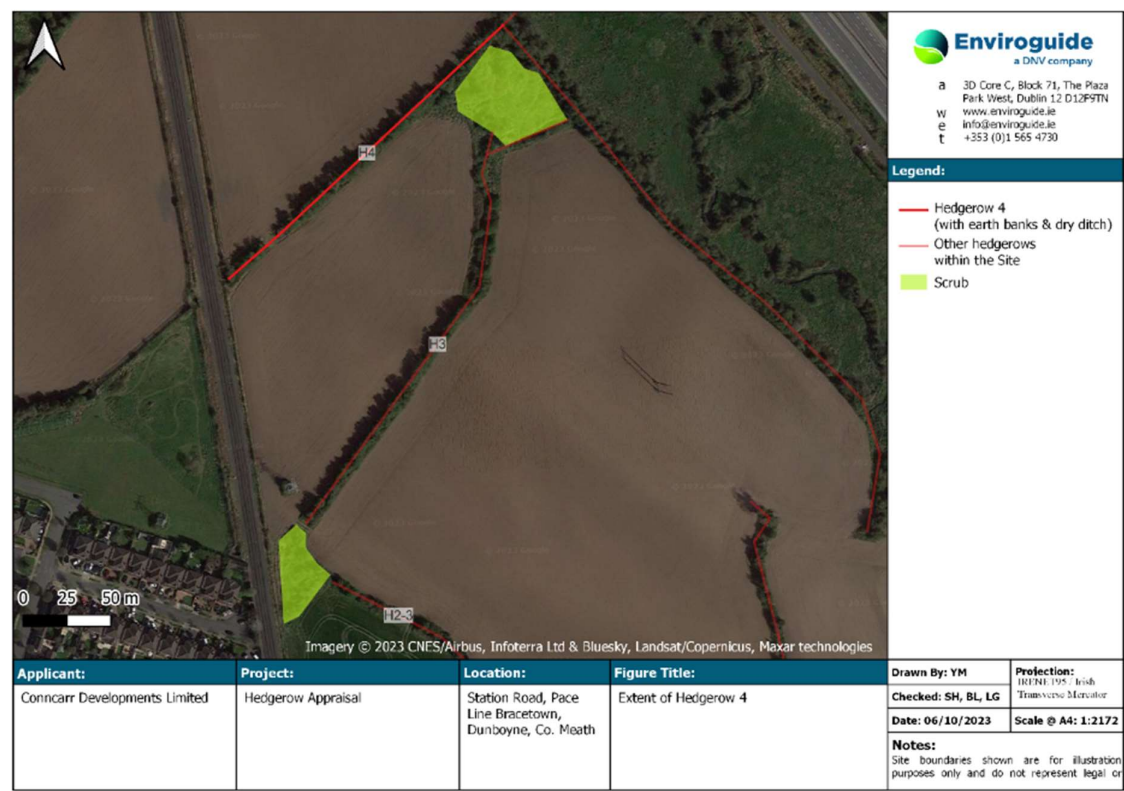 Enviroguide
a DNV company
a 3D Core C, Block 71, The Plaza
Park West, Dublin 12 D12F9TN
w www.enviroguide.ie
e info@enviroguide.ie
t +353 (0)1 565 4730
Legend:
Hedgerow 4
(with earth banks & dry ditch)
Other hedgerows
within the Site
Scrub
H4
H3
H2-3
0 25 50 m
Imagery © 2023 CNES/Airbus, Infoterra Ltd & Bluesky, Landsat/Copernicus, Maxar technologies
Applicant:
Conncarr Developments Limited
Project:
Hedgerow Appraisal
Location:
Station Road, Pace
Line Bracetown,
Dunboyne, Co. Meath
Figure Title:
Extent of Hedgerow 4
Drawn By: YM
Checked: SH, BL, LG
Date: 06/10/2023
Projection:
IRENET95 / Irish
Transverse Mercator
Scale @ A4: 1:2172
Notes:
Site boundaries shown are for illustration
purposes only and do not represent legal or